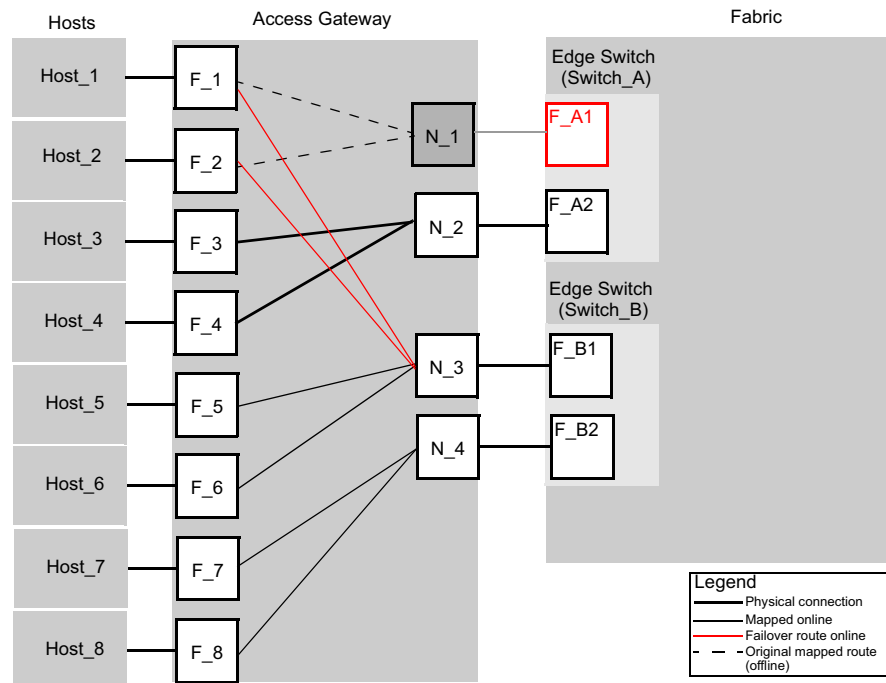 Hosts
Access Gateway
Fabric
Host_1
Host_2
Host_3
Host_4
Host_5
Host_6
Host_7
Host_8
F_1
F_2
F_3
F_4
F_5
F_6
F_7
F_8
N_1
N_2
N_3
N_4
Edge Switch
(Switch_A)
F_A1
F_A2
Edge Switch
(Switch_B)
F_B1
F_B2
Legend
Physical connection
Mapped online
Failover route online
Original mapped route
(offline)